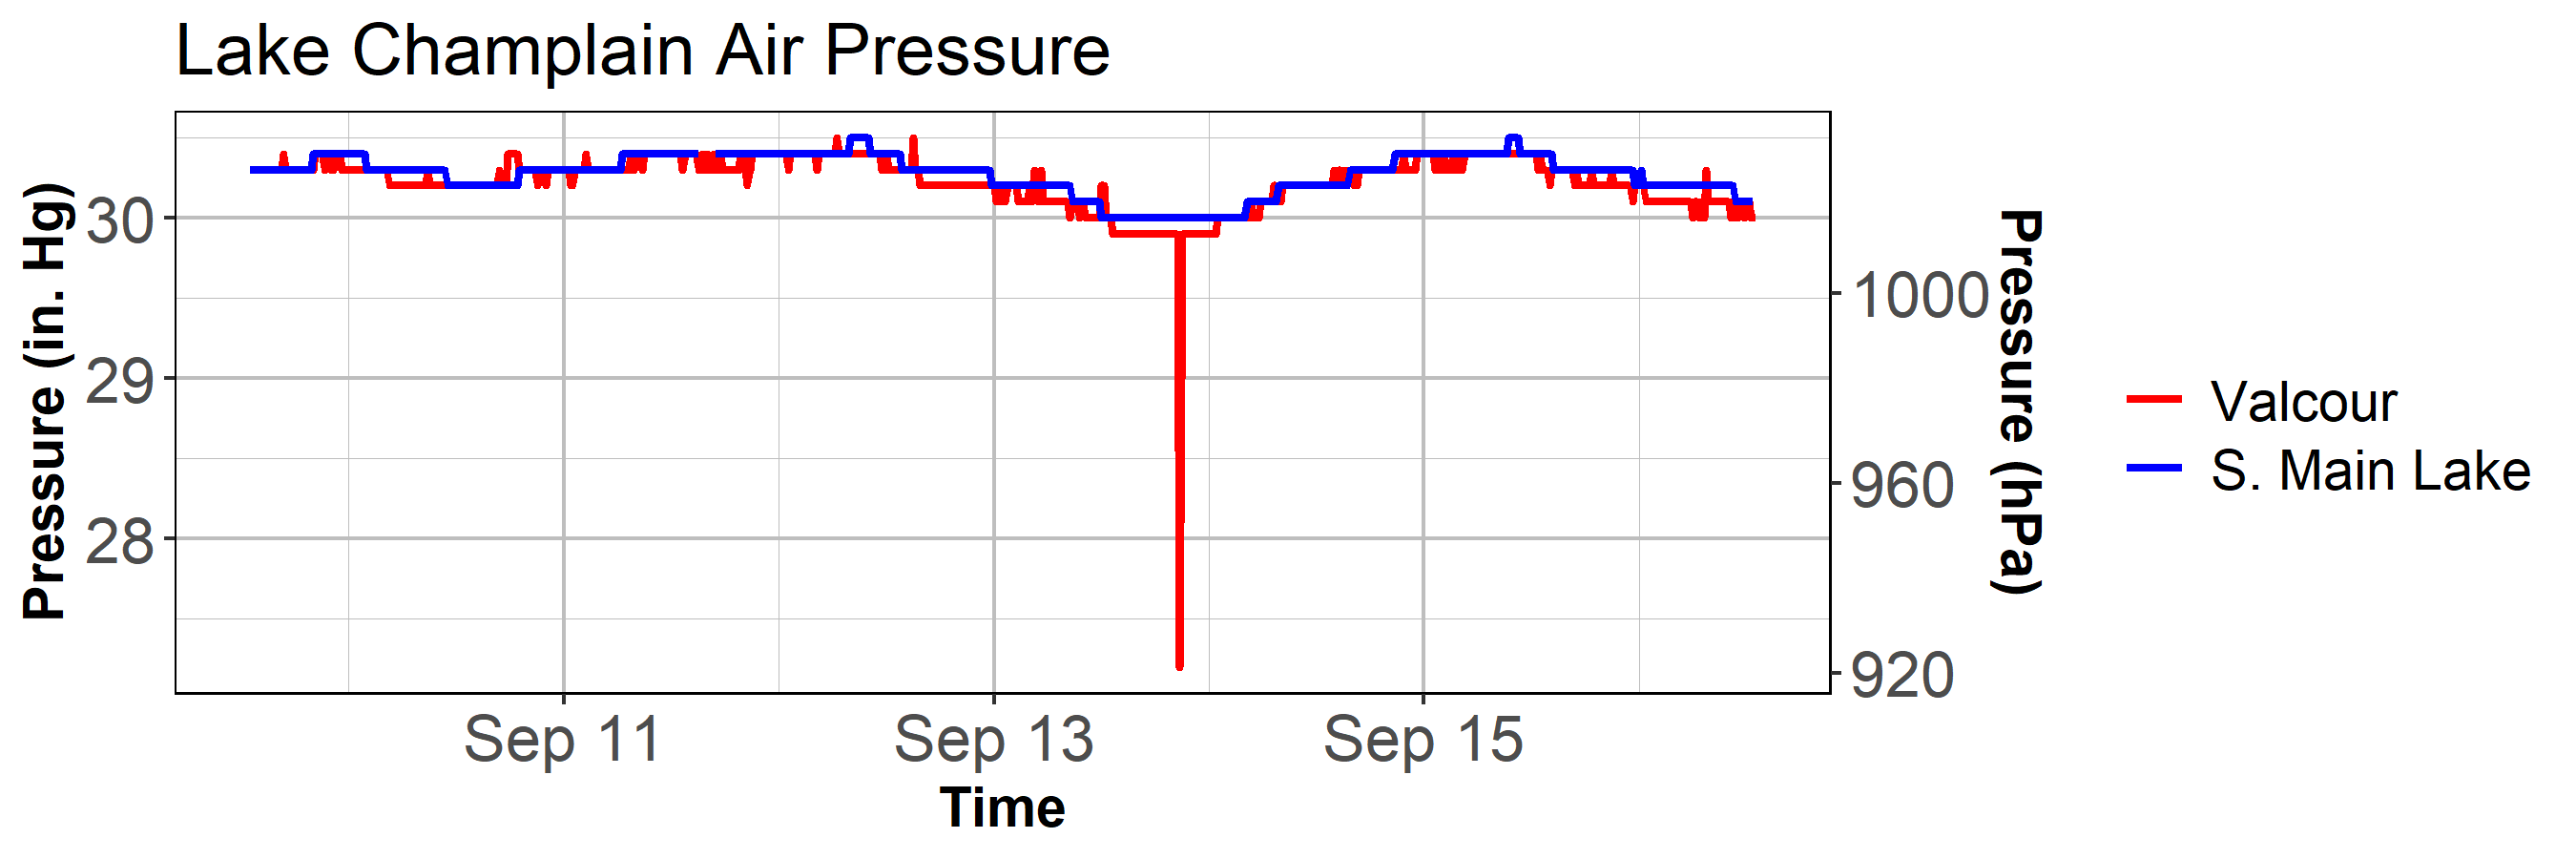 Lake Champlain Air Pressure
Pressure (in. Hg)
30
29
28
1000
960
920
Pressure (hPa)
Valcour
S. Main Lake
Sep 11
Sep 13
Sep 15
Time